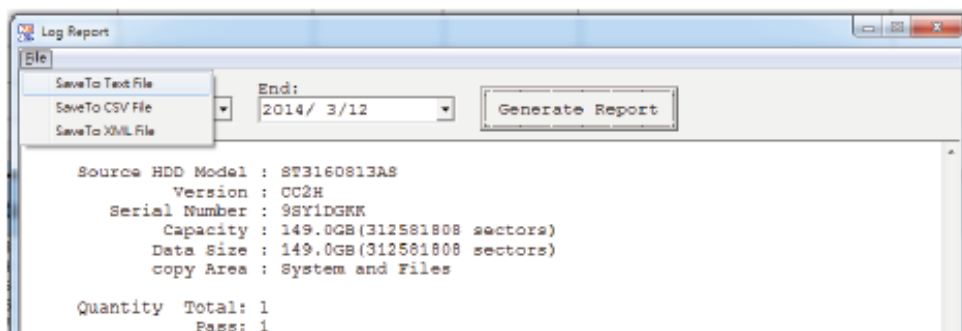 Log Report
File
SaveTo Text File
SaveTo CSV File
SaveTo XML File
End:
2014/ 3/12
Generate Report
Source HDD Model : ST3160813AS
Version : CC2H
Serial Number : 9SY1DGKK
Capacity : 149.0GB(312581808 sectors)
Data Size : 149.0GB(312581808 sectors)
copy Area : System and Files
Quantity Total: 1
Pass: 1